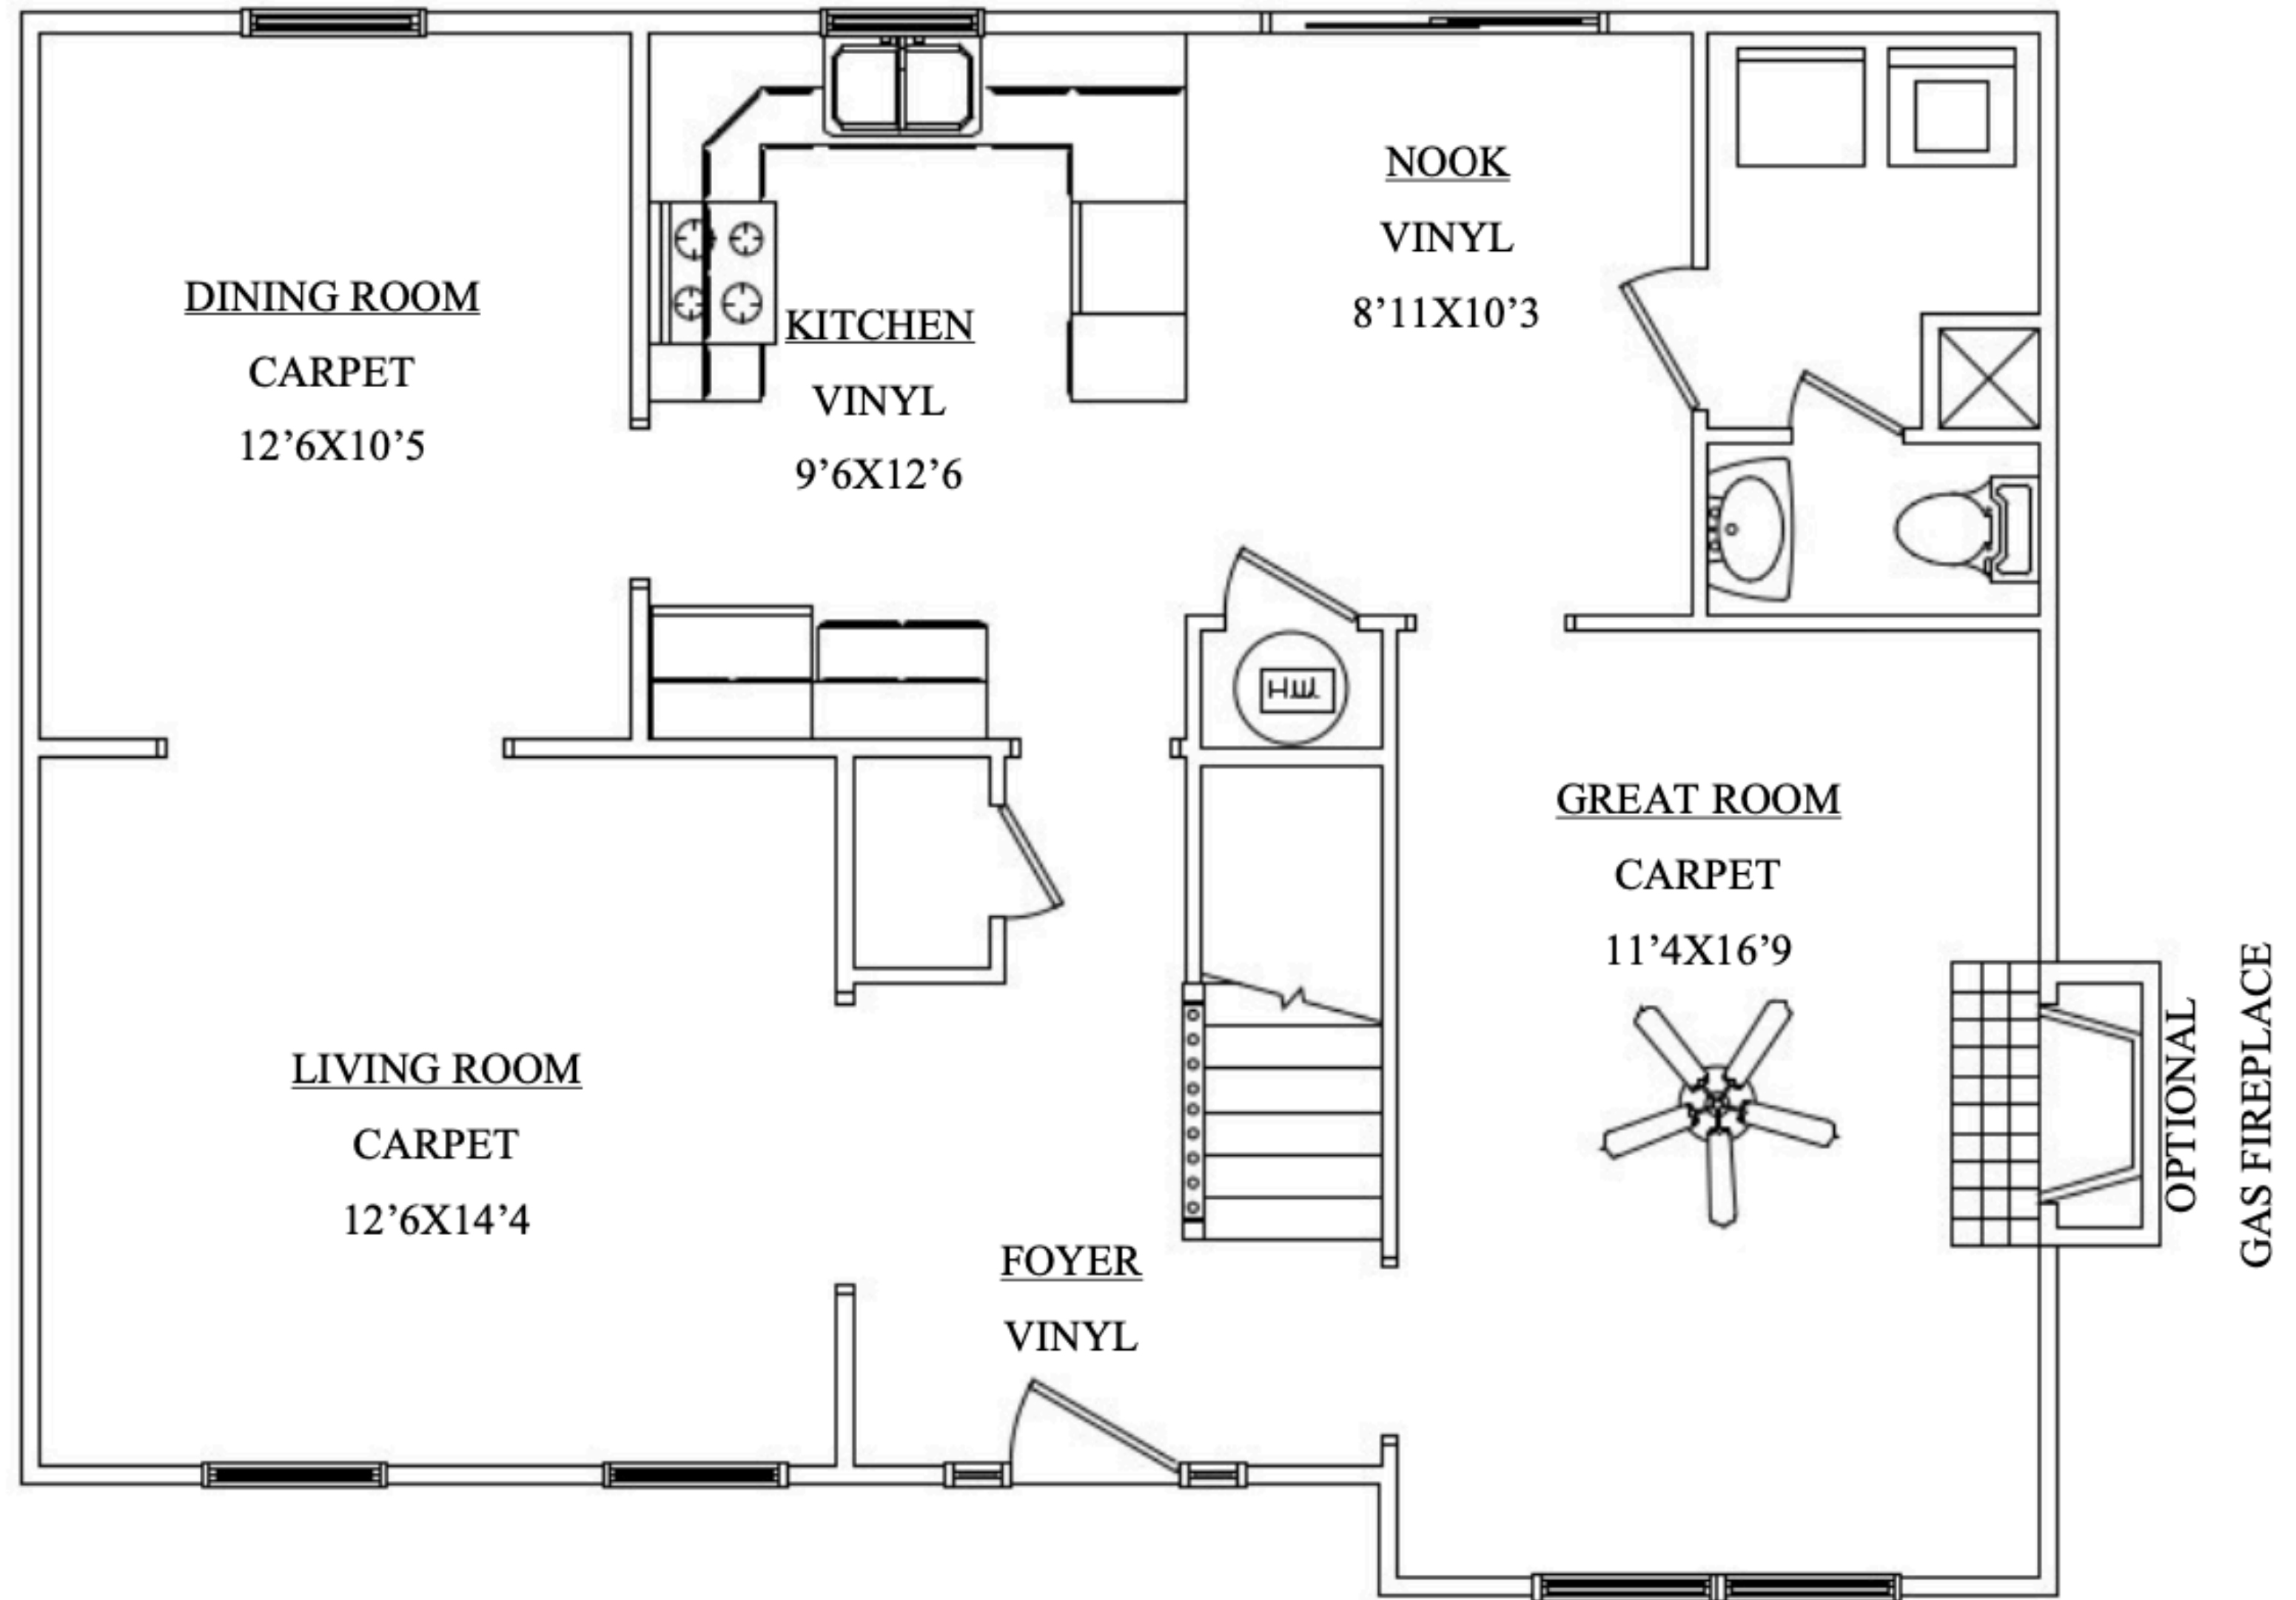 DINING ROOM
CARPET
12’6X10’5
KITCHEN
VINYL
9’6X12’6
NOOK
VINYL
8’11X10’3
LIVING ROOM
CARPET
12’6X14’4
FOYER
VINYL
GREAT ROOM
CARPET
11’4X16’9
OPTIONAL
GAS FIREPLACE